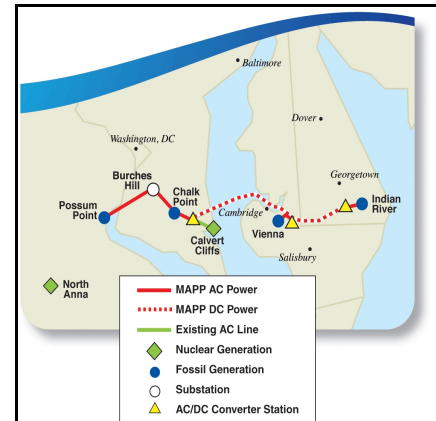 Baltimore
Dover
Washington, DC
Burches
Hill
Chalk
Point
Georgetown
Possum
Point
Cambridge
Indian
River
Vienna
Calvert
Cliffs
Salisbury
North
Anna
MAPP AC Power
MAPP DC Power
Existing AC Line
Nuclear Generation
Fossil Generation
Substation
AC/DC Converter Station